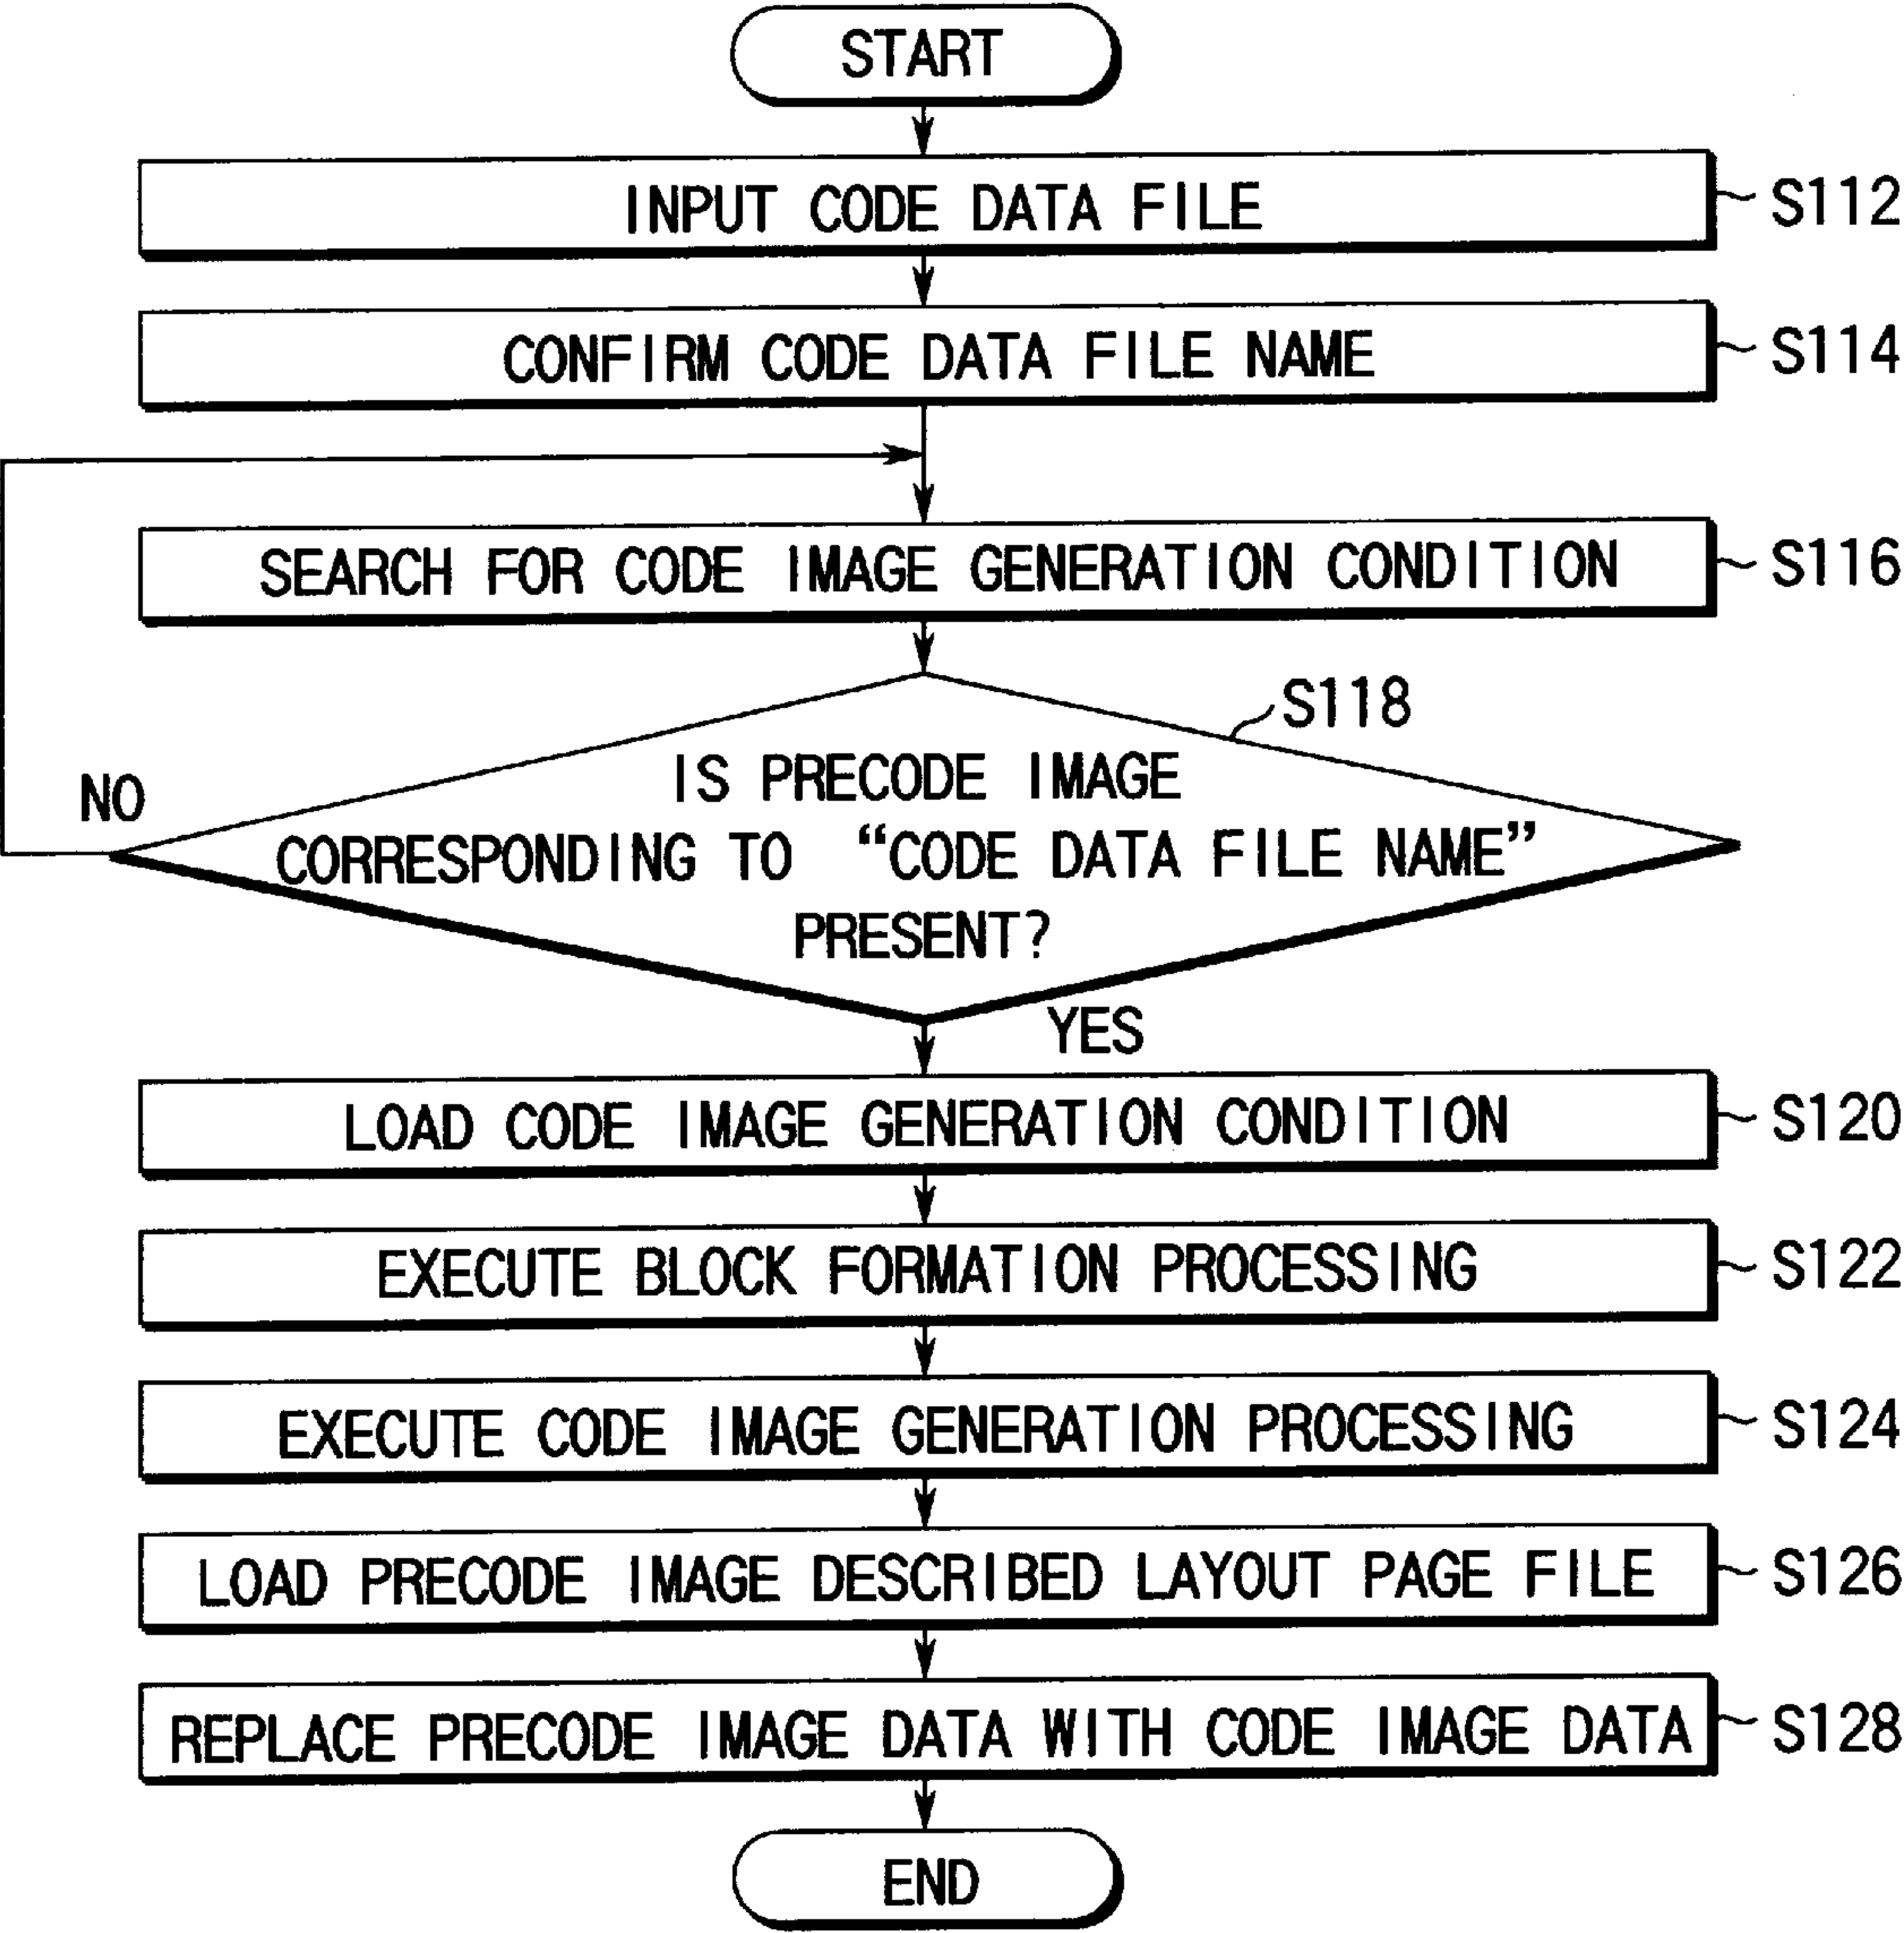 START
INPUT CODE DATA FILE
S112
CONFIRM CODE DATA FILE NAME
S114
SEARCH FOR CODE IMAGE GENERATION CONDITION
S116
S118
IS PRECODE IMAGE
CORRESPONDING TO “CODE DATA FILE NAME”
PRESENT?
NO
YES
LOAD CODE IMAGE GENERATION CONDITION
S120
EXECUTE BLOCK FORMATION PROCESSING
S122
EXECUTE CODE IMAGE GENERATION PROCESSING
S124
LOAD PRECODE IMAGE DESCRIBED LAYOUT PAGE FILE
S126
REPLACE PRECODE IMAGE DATA WITH CODE IMAGE DATA
S128
END